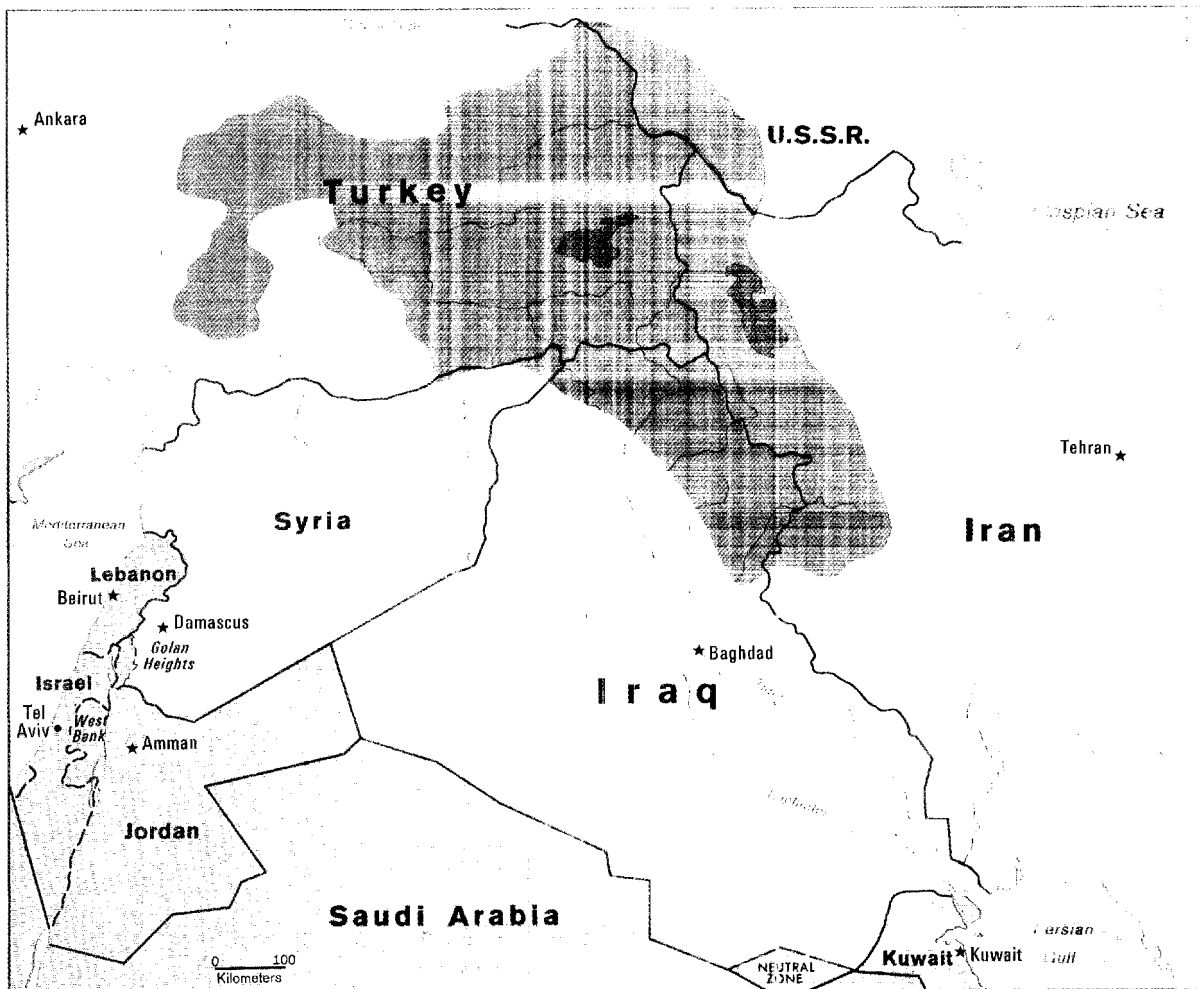 Ankara
U.S.S.R.
Turkey
Caspian Sea
Tehran
Syria
Iran
Mediterranean
Sea
Lebanon
Beirut
Damascus
Golan
Heights
Baghdad
Israel
Iraq
Tel
Aviv
West
Bank
Amman
Euphrates
Jordan
Saudi Arabia
Persian
Gulf
0 100
Kilometers
NEUTRAL
ZONE
Kuwait
Kuwait